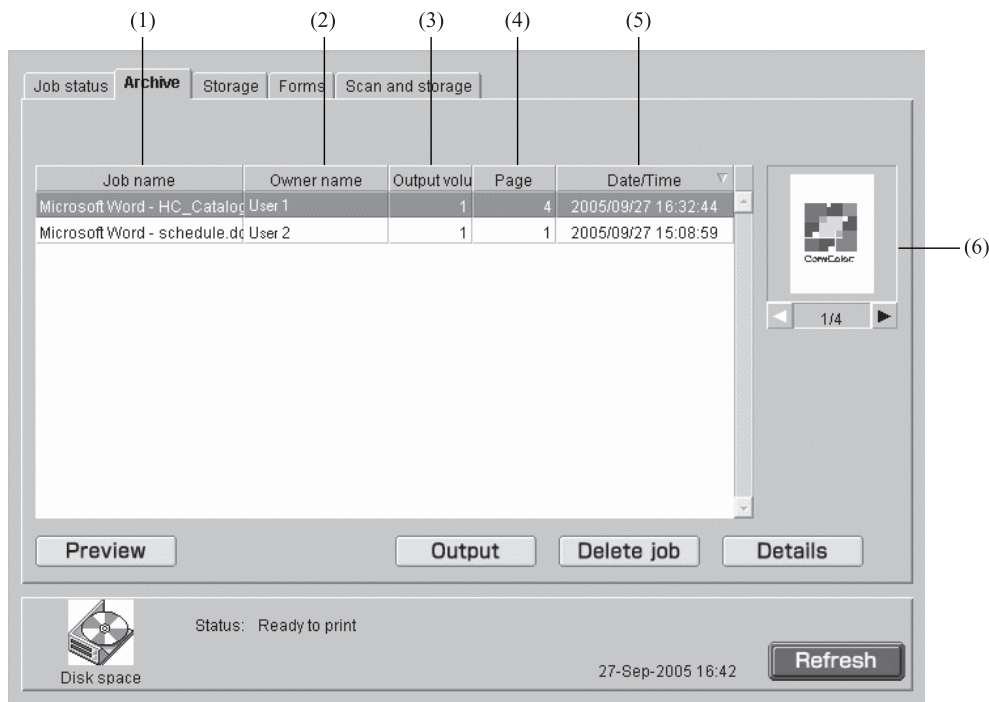 (1) (2) (3) (4) (5)
Job status Archive Storage Forms Scan and storage
Job name Owner name Output volu Page Date/Time
Microsoft Word - HC_Catalog User 1 1 4 2005/09/27 16:32:44
Microsoft Word - schedule.do User 2 1 1 2005/09/27 15:08:59
ComColor
(6)
1/4
Preview Output Delete job Details
Status: Ready to print
Disk space
27-Sep-2005 16:42
Refresh